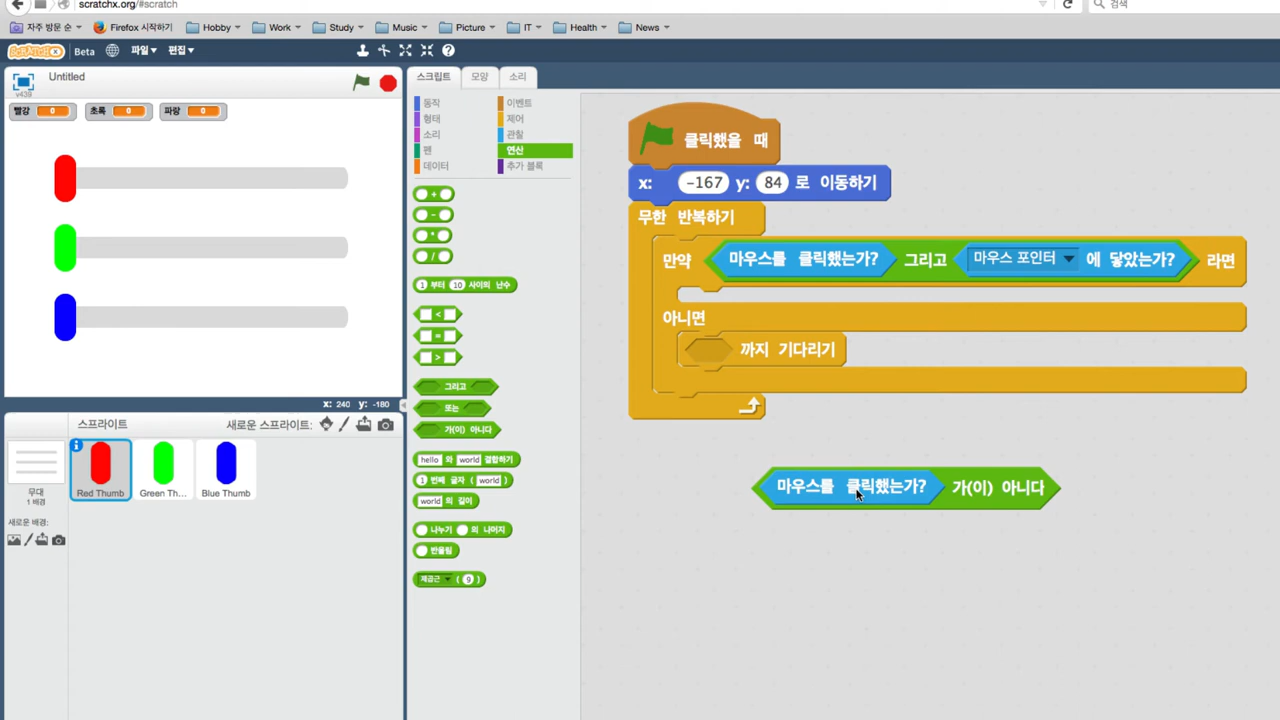 scratchx.org/#scratch
검색
자주 방문 순
Firefox 시작하기
Hobby
Work
Study
Music
Picture
IT
Health
News
SCRATCHX
Beta
파일
편집
Untitled
v439
빨강 0
초록 0
파랑 0
x: 240 y: -180
스프라이트
새로운 스프라이트:
무대
1 배경
새로운 배경:
Red Thumb
Green Th...
Blue Thumb
스크립트
모양
소리
동작
이벤트
형태
제어
소리
관찰
펜
연산
데이터
추가 블록
+
-
*
/
1 부터 10 사이의 난수
<
=
>
그리고
또는
가(이) 아니다
hello 와 world 결합하기
1 번째 글자 ( world )
world 의 길이
나누기 의 나머지
반올림
제곱근 ( 9 )
클릭했을 때
x: -167 y: 84 로 이동하기
무한 반복하기
만약 마우스를 클릭했는가? 그리고 마우스 포인터 에 닿았는가? 라면
아니면
까지 기다리기
마우스를 클릭했는가? 가(이) 아니다